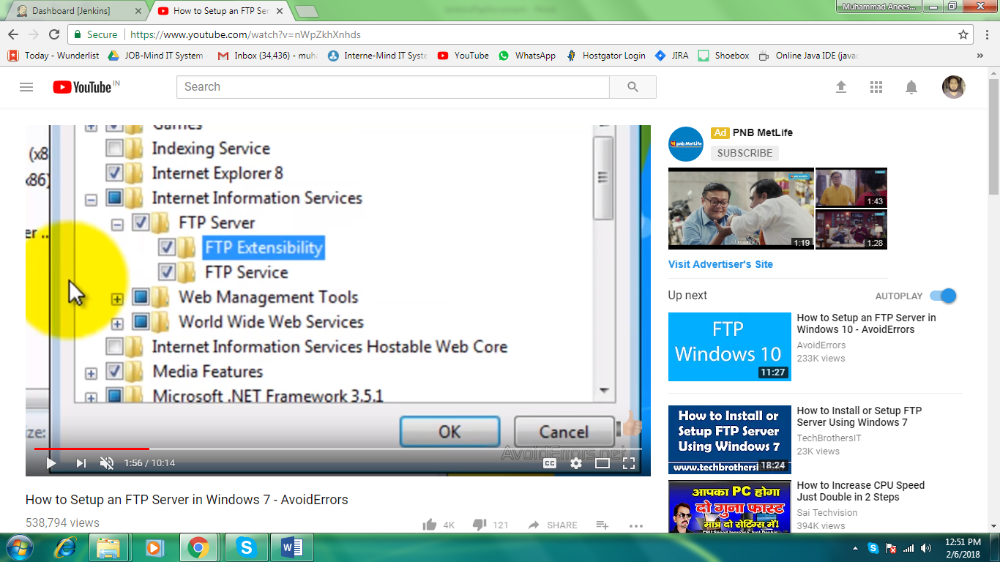 Dashboard [Jenkins]
How to Setup an FTP Ser
Muhammad Anees...
Secure
https://www.youtube.com/watch?v=nWpZkhXnhds
Today - Wunderlist
JOB-Mind IT System
Inbox (34,436) - muh
Interne-Mind IT Syste
YouTube
WhatsApp
Hostgator Login
JIRA
Shoebox
Online Java IDE (javac
»
YouTube IN
Search
Games
(x8
Indexing Service
x86)
Internet Explorer 8
Internet Information Services
FTP Server
er ..
FTP Extensibility
FTP Service
Web Management Tools
World Wide Web Services
Internet Information Services Hostable Web Core
Media Features
Microsoft .NET Framework 3.5.1
ze:
OK
Cancel
AvoidErrors.net
1:56 / 10:14
CC
How to Setup an FTP Server in Windows 7 - AvoidErrors
538,794 views
4K
121
SHARE
Ad PNB MetLife
pnb MetLife
SUBSCRIBE
1:19
1:43
1:28
Visit Advertiser's Site
Up next
AUTOPLAY
FTP
Windows 10
11:27
How to Setup an FTP Server in
Windows 10 - AvoidErrors
AvoidErrors
233K views
How to Install or
Setup FTP Server
Using Windows 7
www.techbrothersi
18:24
How to Install or Setup FTP
Server Using Windows 7
TechBrothersIT
23K views
आपका PC होगा
दो गुना फास्ट
मात्र दो सेटिंग्स में!
How to Increase CPU Speed
Just Double in 2 Steps
Sai Techvision
394K views
12:51 PM
2/6/2018